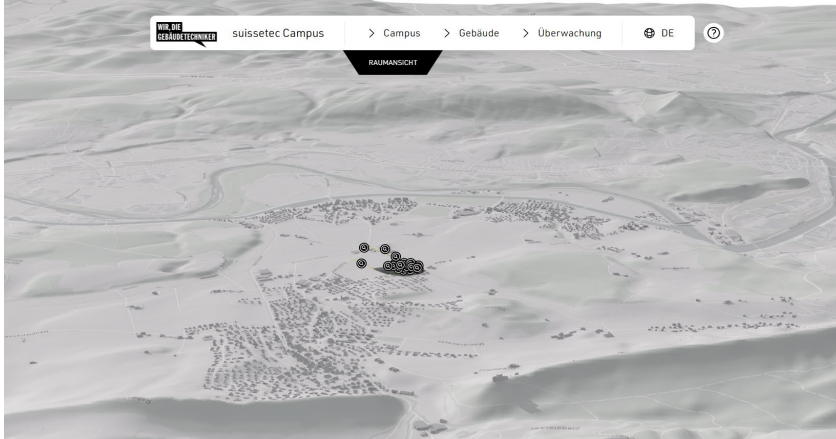 WIR, DIE
GEBÄUDETECHNIKER
suissetec Campus
Campus
Gebäude
Überwachung
DE
?
RAUMANSICHT